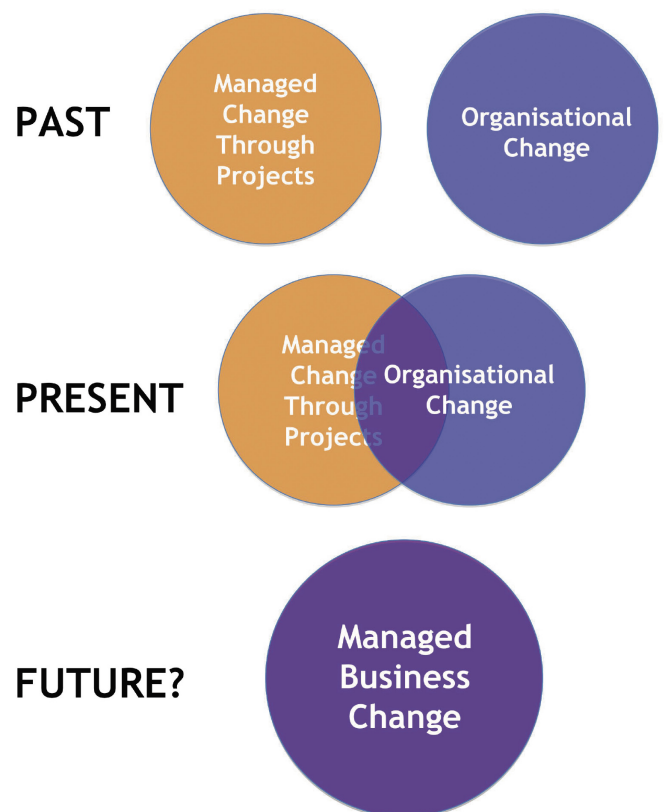 PAST
Managed
Change
Through
Projects
Organisational
Change
PRESENT
Managed
Change
Through
Projects
Organisational
Change
FUTURE?
Managed
Business
Change